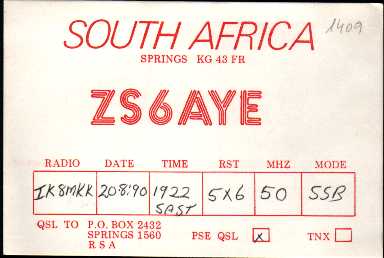 SOUTH AFRICA 1409
SPRINGS KG 43 FR
ZS6AYE
RADIO DATE TIME RST MHZ MODE
IK8MKK 20·8'90 1922 SAST 5X6 50 SSB
QSL TO P.O. BOX 2432 PSE QSL X TNX
SPRINGS 1560
R S A